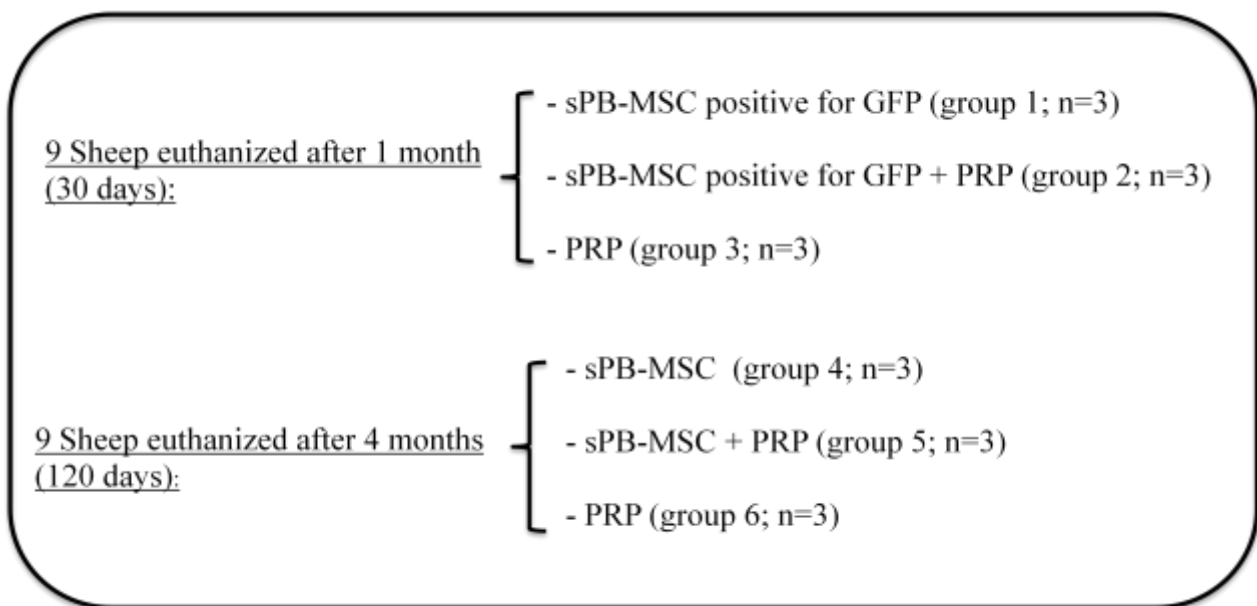 - sPB-MSC positive for GFP (group 1; n=3)
9 Sheep euthanized after 1 month
(30 days):
- sPB-MSC positive for GFP + PRP (group 2; n=3)
- PRP (group 3; n=3)
- sPB-MSC  (group 4; n=3)
9 Sheep euthanized after 4 months
(120 days):
- sPB-MSC + PRP (group 5; n=3)
- PRP (group 6; n=3)